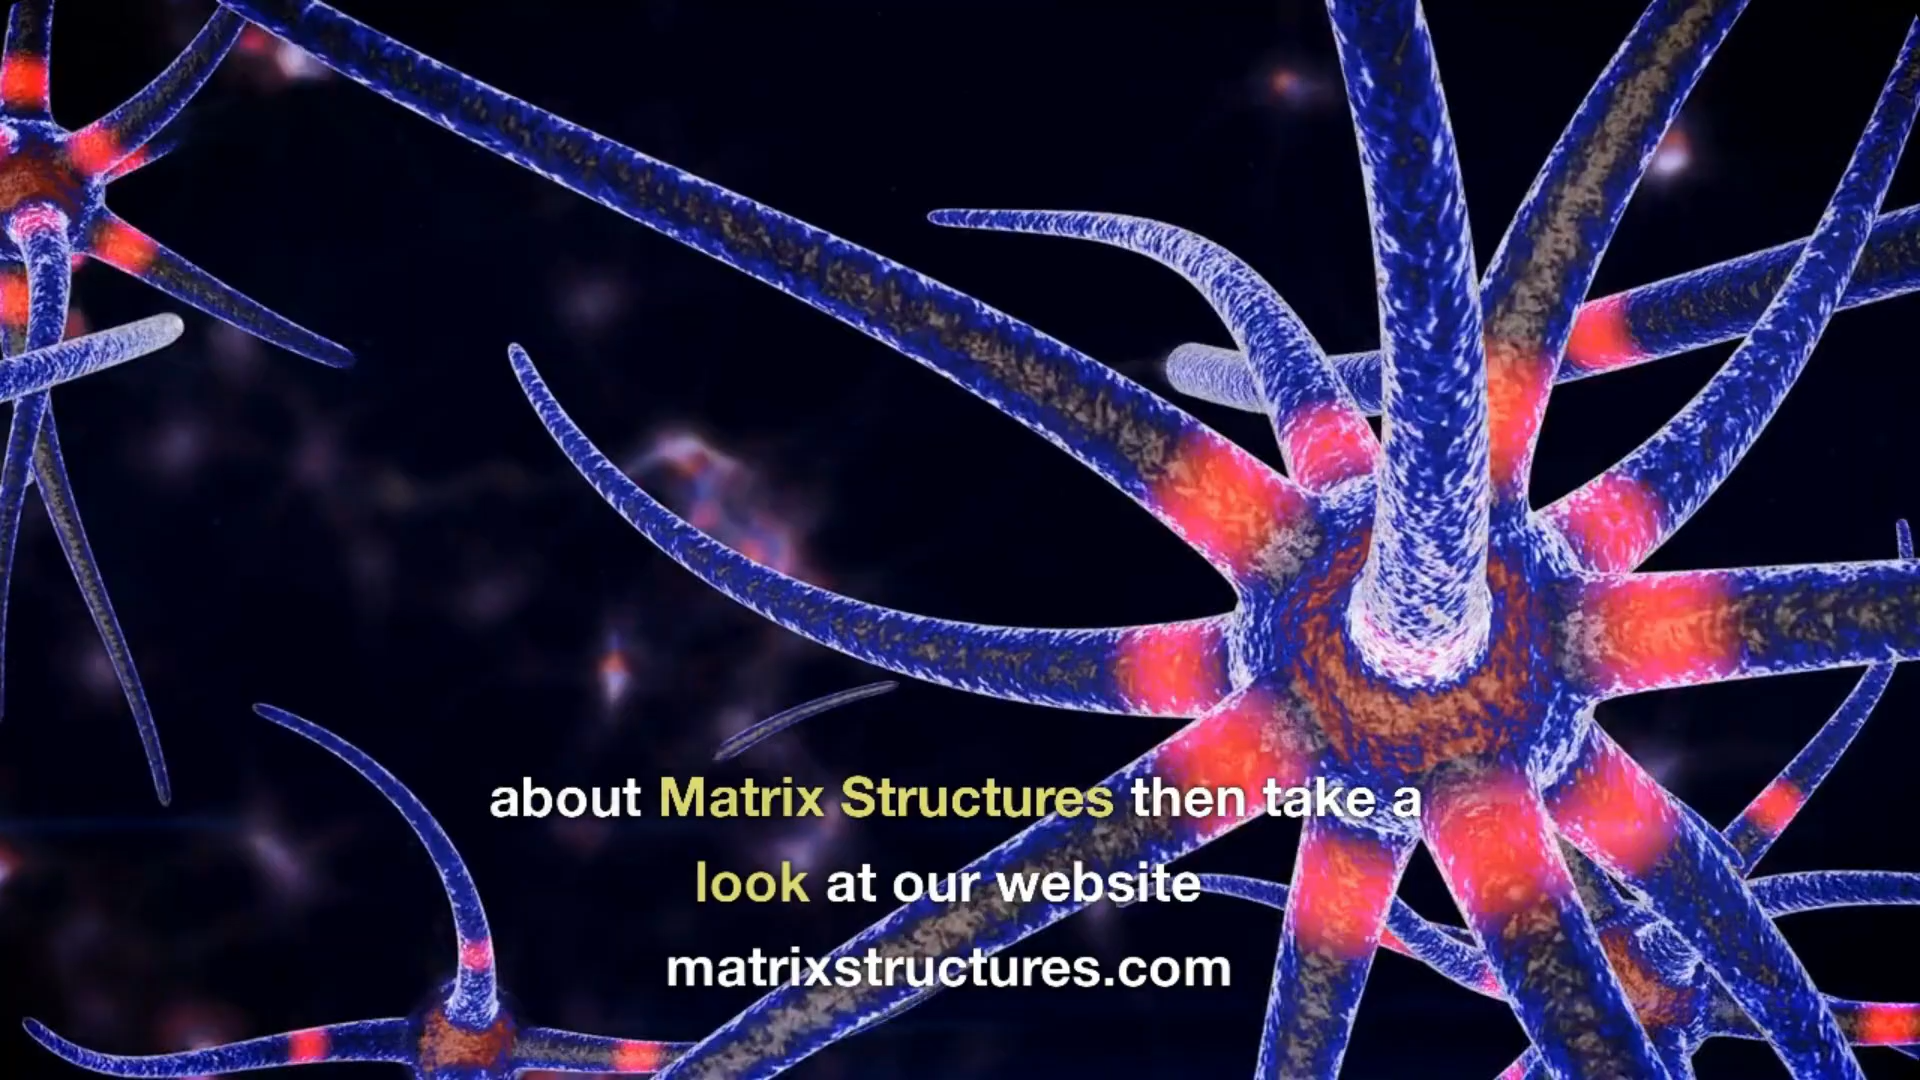 about Matrix Structures then take a
look at our website
matrixstructures.com